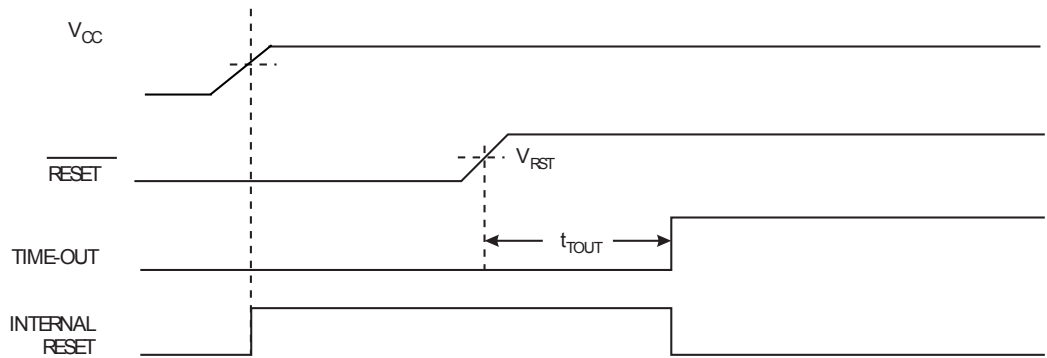 VCC
RESET
VRST
tTOUT
TIME-OUT
INTERNAL
RESET